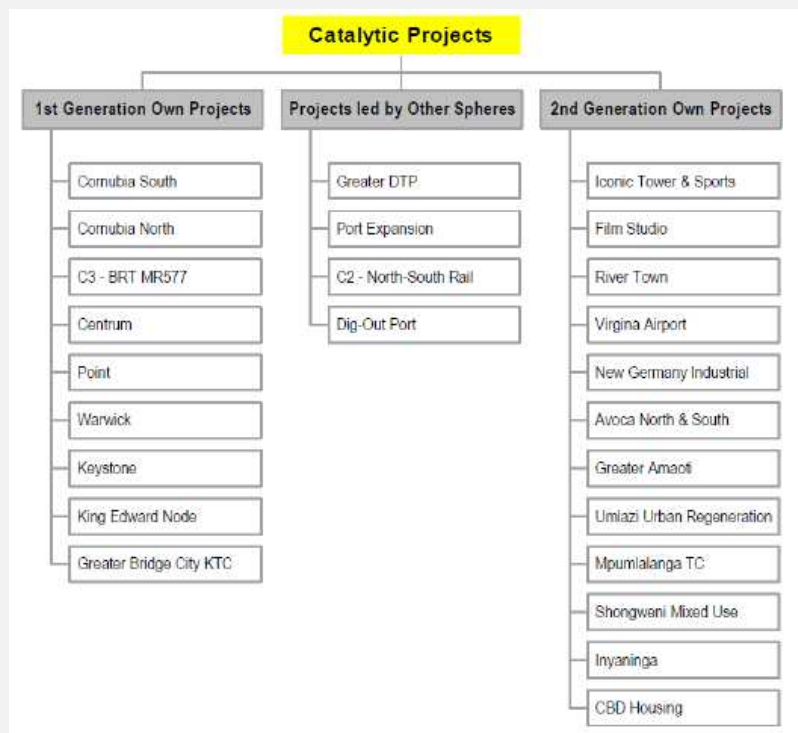 Catalytic Projects
1st Generation Own Projects
Cornubia South
Cornubia North
C3 - BRT MR577
Centrum
Point
Warwick
Keystone
King Edward Node
Greater Bridge City KTC
Projects led by Other Spheres
Greater DTP
Port Expansion
C2 - North-South Rail
Dig-Out Port
2nd Generation Own Projects
Iconic Tower & Sports
Film Studio
River Town
Virgina Airport
New Germany Industrial
Avoca North & South
Greater Amaoti
Umlazi Urban Regeneration
Mpumlalanga TC
Shongweni Mixed Use
Inyaninga
CBD Housing